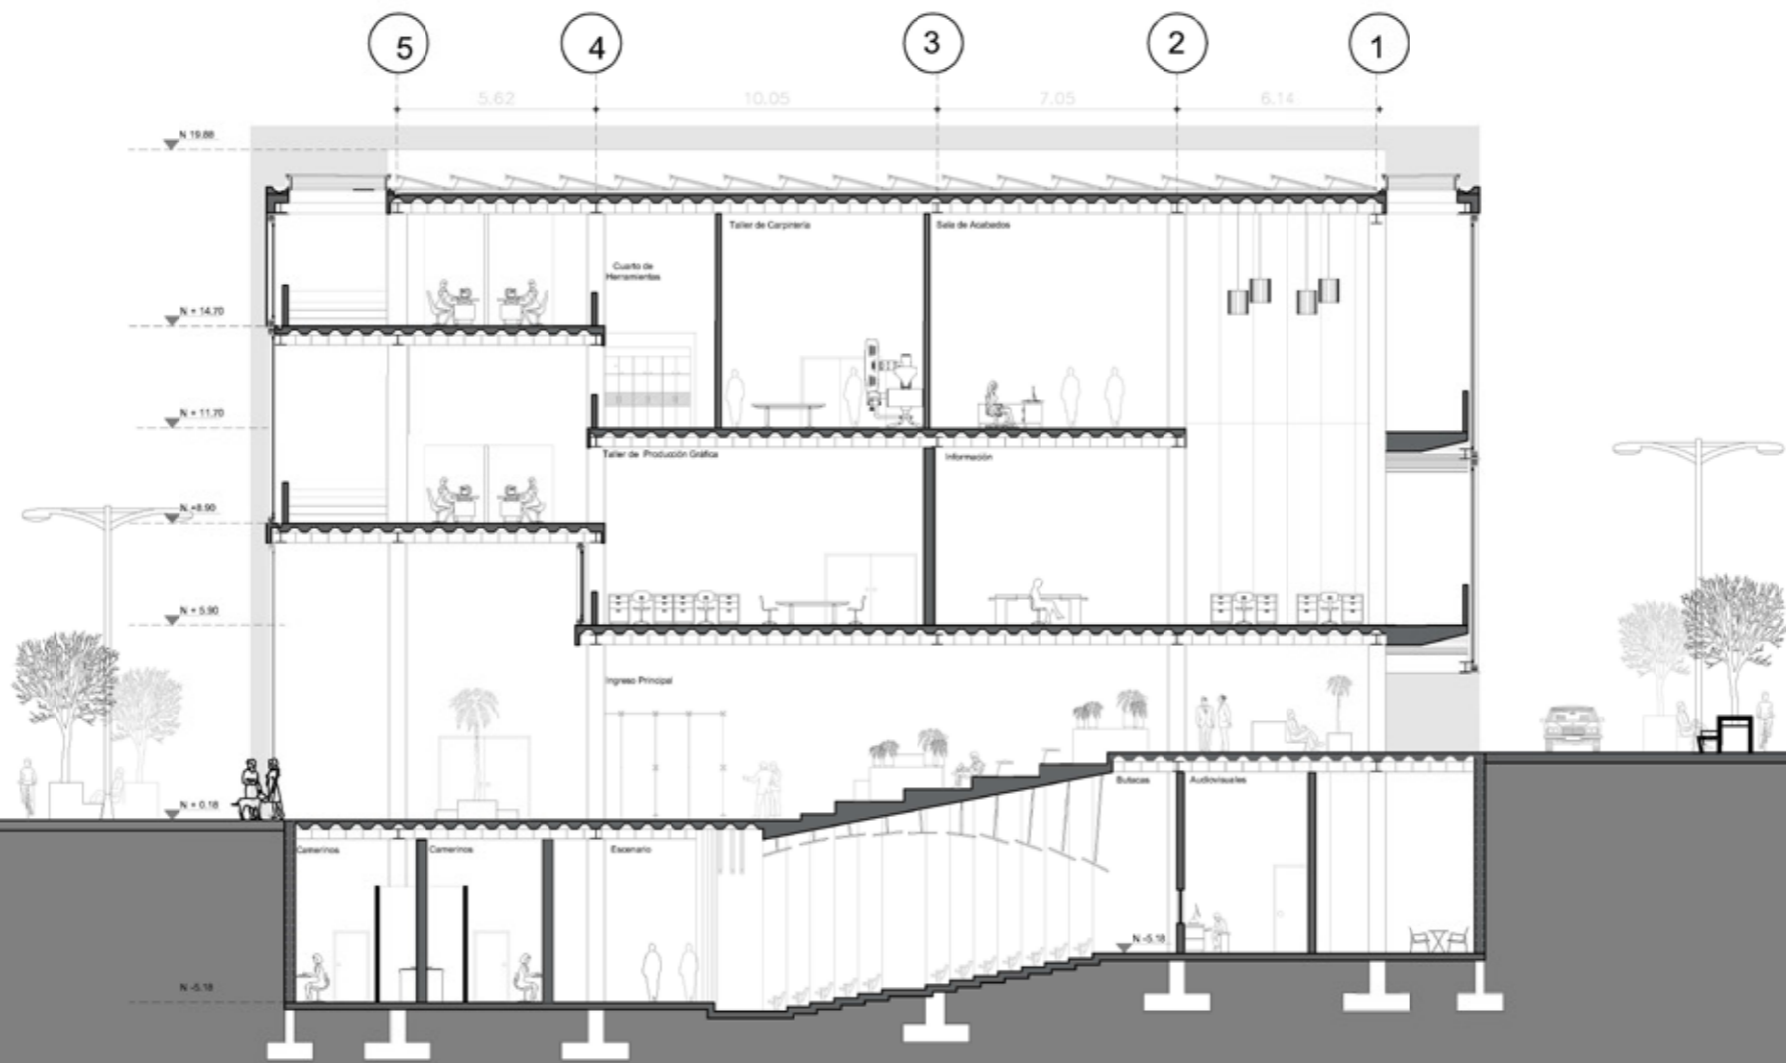 5
4
3
2
1
5.62
10.05
7.05
6.14
N 19.88
Taller de Carpintería
Sala de Acabados
Cuarto de
Herramientas
N + 14.70
N + 11.70
Taller de Producción Gráfica
Información
N +8.90
N + 5.90
Ingreso Principal
Butacas
Audiovisuales
N + 0.18
Camerinos
Camerinos
Escenario
N -5.18
N -5.18